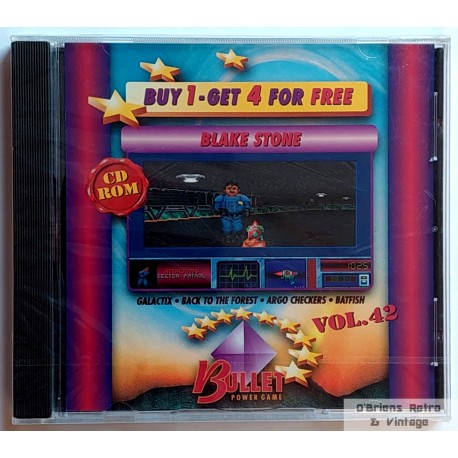 BUY 1-GET 4 FOR FREE
BLAKE STONE
CD
ROM
SECTOR PATROL
GALACTIX • BACK TO THE FOREST • ARGO CHECKERS • BATFISH
VOL.42
BULLET
POWER GAME
O'Briens Retro
& Vintage